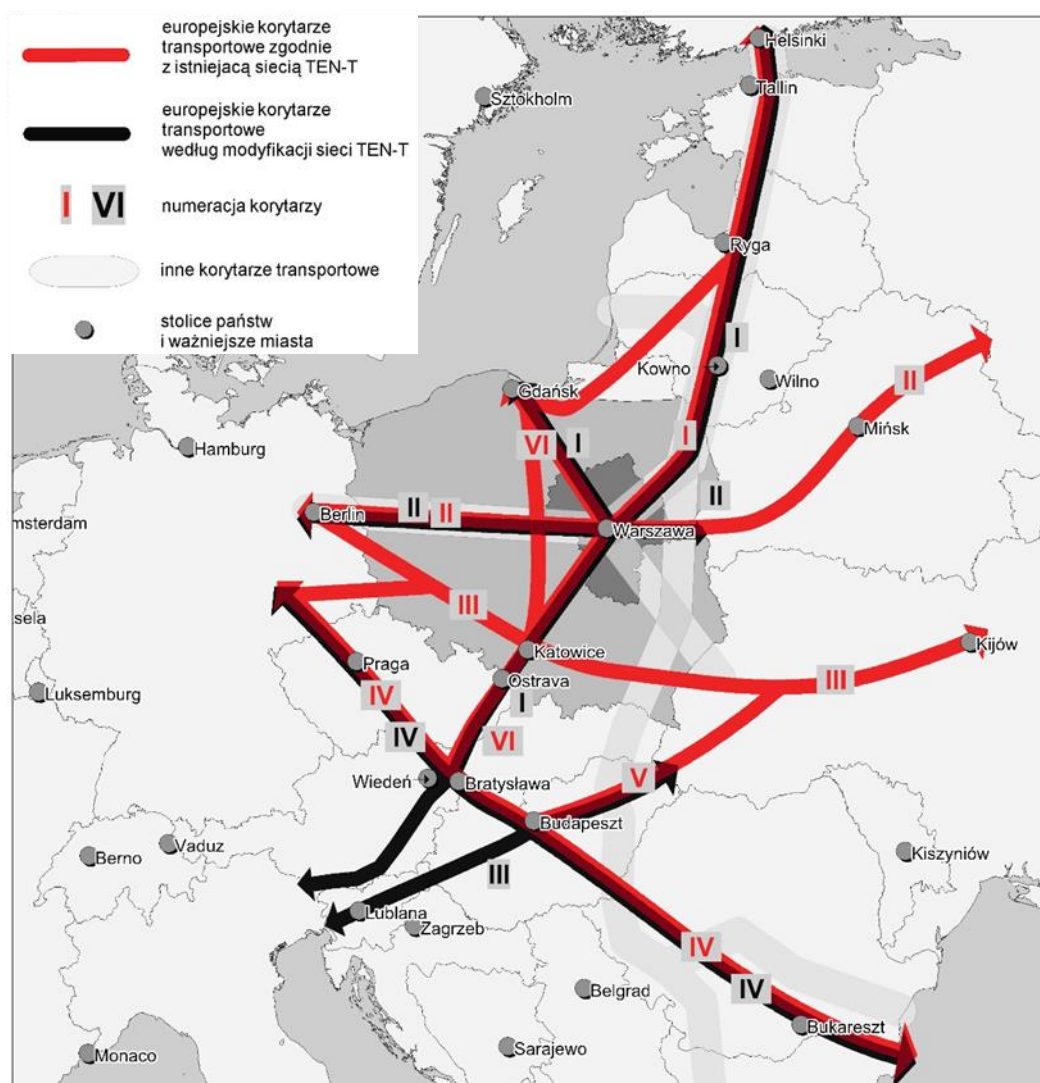 europejskie korytarze
transportowe zgodnie
z istniejacą siecią TEN-T
europejskie korytarze
transportowe
według modyfikacji sieci TEN-T
I VI
numeracja korytarzy
inne korytarze transportowe
stolice państw
i ważniejsze miasta
Helsinki
Tallin
Sztokholm
Ryga
I
Kowno
Wilno
II
Gdańsk
Mińsk
Hamburg
VI
I
I
II
Berlin
II
II
Warszawa
msterdam
sela
III
Katowice
Kijów
Praga
Ostrava
III
Luksemburg
IV
I
IV
VI
Wiedeń
Bratysława
V
Budapeszt
Berno
Vaduz
Kiszyniów
III
Lublana
Zagrzeb
IV
IV
Belgrad
Bukareszt
Monaco
Sarajewo